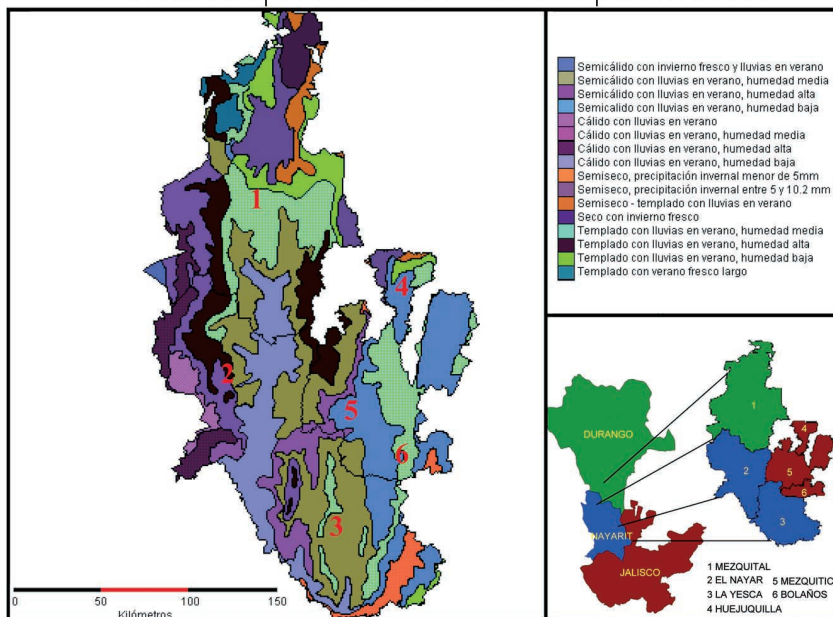 Semicálido con invierno fresco y lluvias en verano
Semicálido con lluvias en verano, humedad media
Semicálido con lluvias en verano, humedad alta
Semicalido con lluvias en verano, humedad baja
Cálido con lluvias en verano
Cálido con lluvias en verano, humedad media
Cálido con lluvias en verano, humedad alta
Cálido con lluvias en verano, humedad baja
Semiseco, precipitación invernal menor de 5mm
Semiseco, precipitación invernal entre 5 y 10.2 mm
Semiseco - templado con lluvias en verano
Seco con invierno fresco
Templado con lluvias en verano, humedad media
Templado con lluvias en verano, humedad alta
Templado con lluvias en verano, humedad baja
Templado con verano fresco largo
1
4
2
5
6
3
0 50 100 150
Kilómetros
DURANGO
NAYARIT
JALISCO
1
4
2
5
6
3
1 MEZQUITAL
2 EL NAYAR 5 MEZQUITIC
3 LA YESCA 6 BOLAÑOS
4 HUEJUQUILLA